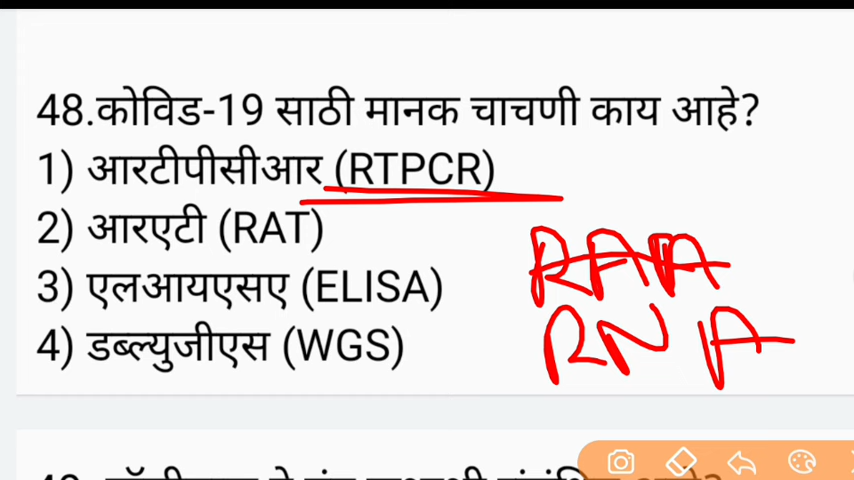 48.कोविड-19 साठी मानक चाचणी काय आहे?
1) आरटीपीसीआर (RTPCR)
2) आरएटी (RAT)
3) एलआयएसए (ELISA)
4) डब्ल्युजीएस (WGS)
RNA